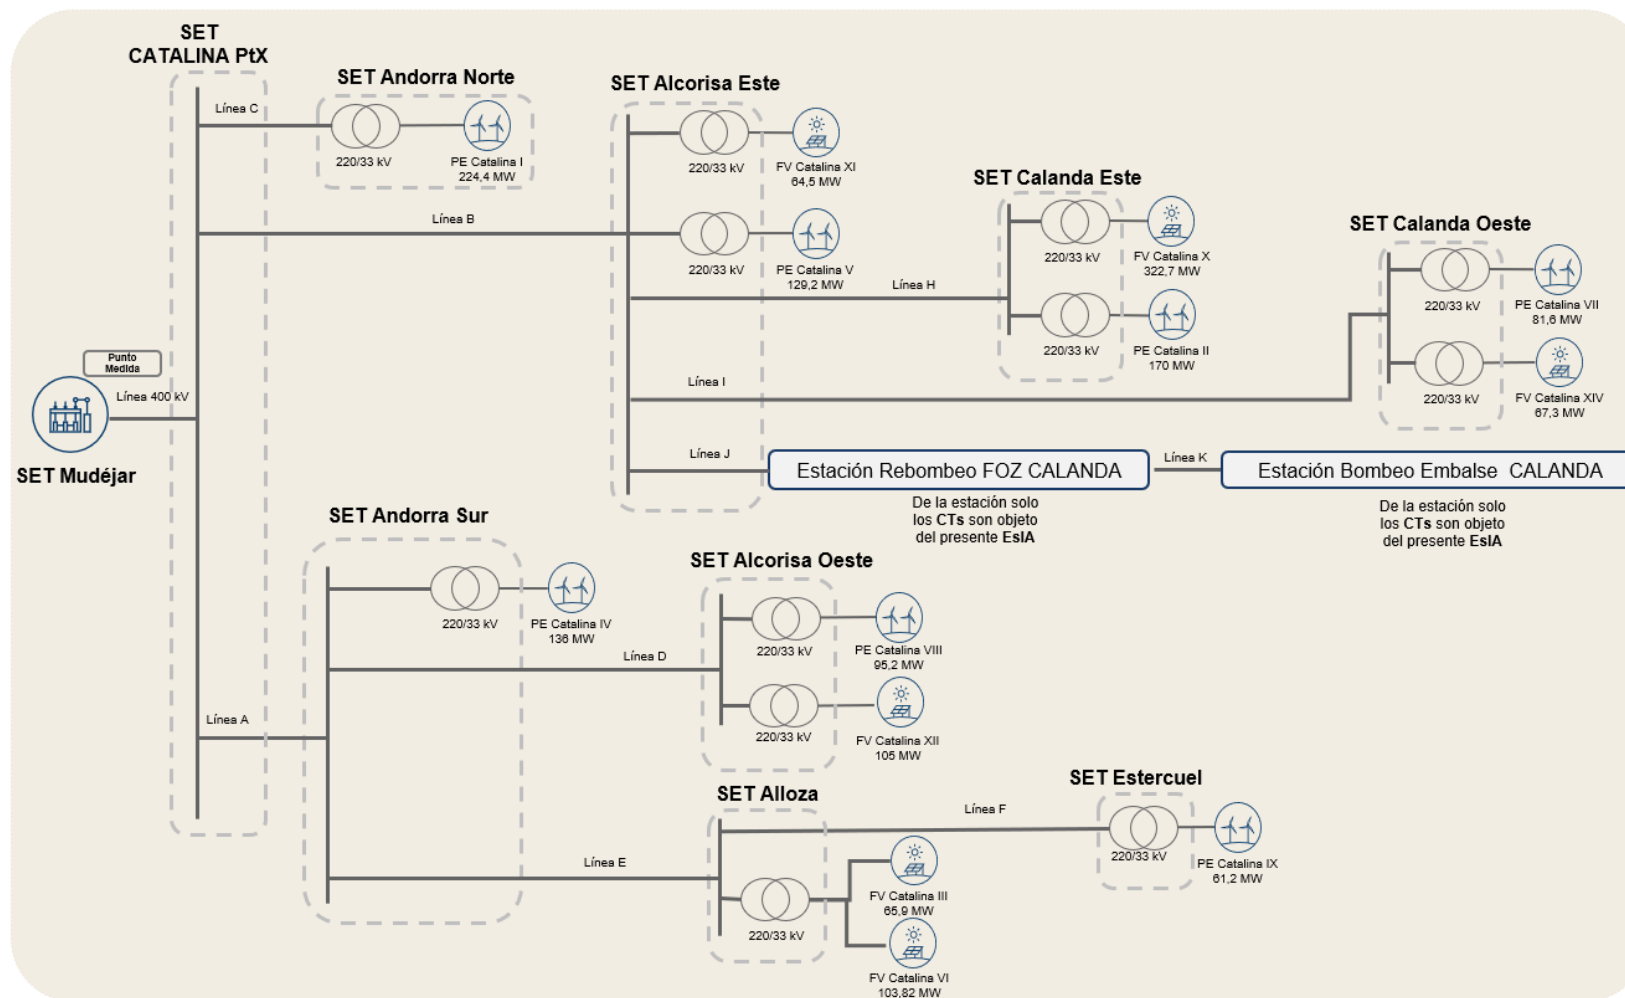 SET
CATALINA PtX
SET Andorra Norte
Línea C
220/33 kV
PE Catalina I
224,4 MW
SET Alcorisa Este
220/33 kV
FV Catalina XI
64,5 MW
Línea B
220/33 kV
PE Catalina V
129,2 MW
SET Calanda Este
Línea H
220/33 kV
FV Catalina X
322,7 MW
220/33 kV
PE Catalina II
170 MW
SET Calanda Oeste
220/33 kV
PE Catalina VII
81,6 MW
Línea I
220/33 kV
FV Catalina XIV
67,3 MW
Punto
Medida
Línea 400 kV
SET Mudéjar
Línea J
Estación Rebombeo FOZ CALANDA
Línea K
Estación Bombeo Embalse CALANDA
De la estación solo
los CTs son objeto
del presente EsIA
De la estación solo
los CTs son objeto
del presente EsIA
SET Andorra Sur
220/33 kV
PE Catalina IV
136 MW
SET Alcorisa Oeste
Línea D
220/33 kV
PE Catalina VIII
95,2 MW
220/33 kV
FV Catalina XII
105 MW
Línea A
SET Alloza
Línea E
Línea F
SET Estercuel
220/33 kV
PE Catalina IX
61,2 MW
220/33 kV
FV Catalina III
65,9 MW
FV Catalina VI
103,82 MW